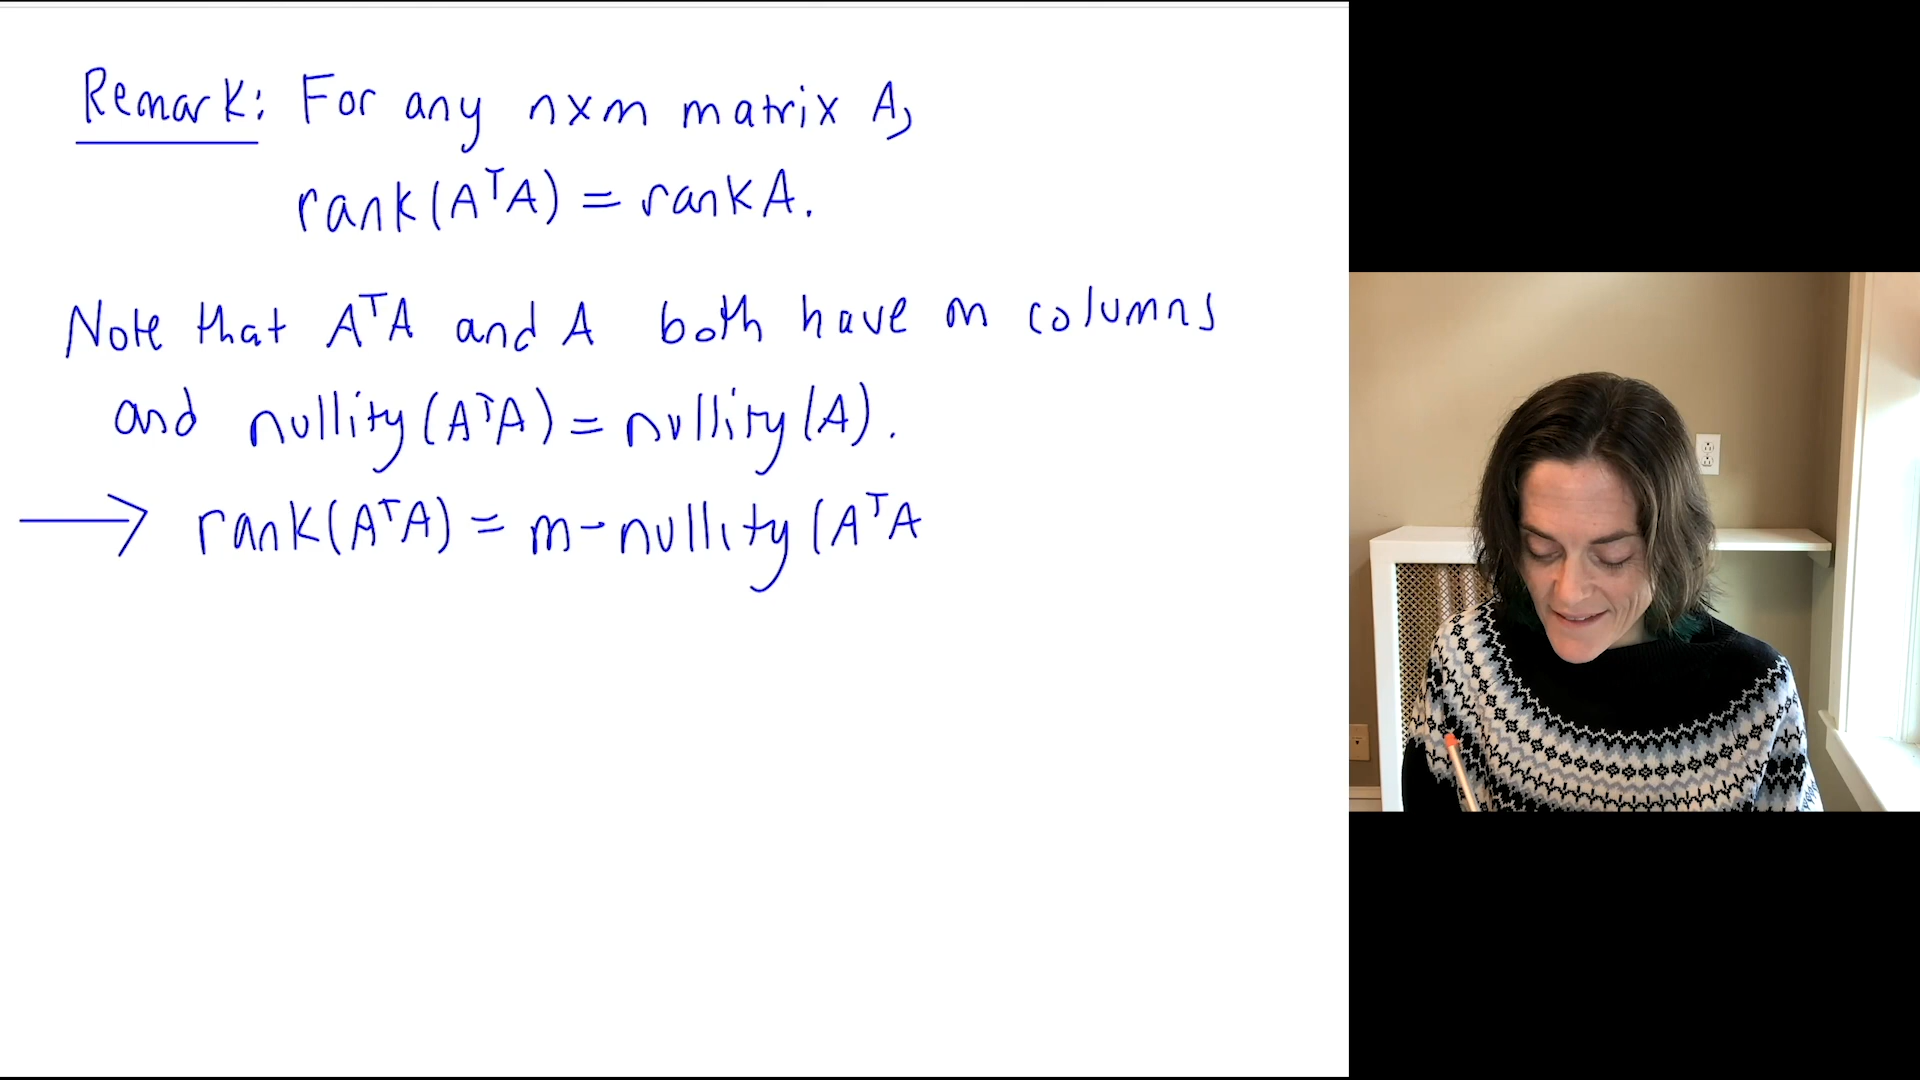 Remark: For any n×m matrix A,
rank(AᵀA) = rank A.
Note that AᵀA and A both have m columns
and nullity(AᵀA) = nullity(A).
→ rank(AᵀA) = m - nullity(AᵀA